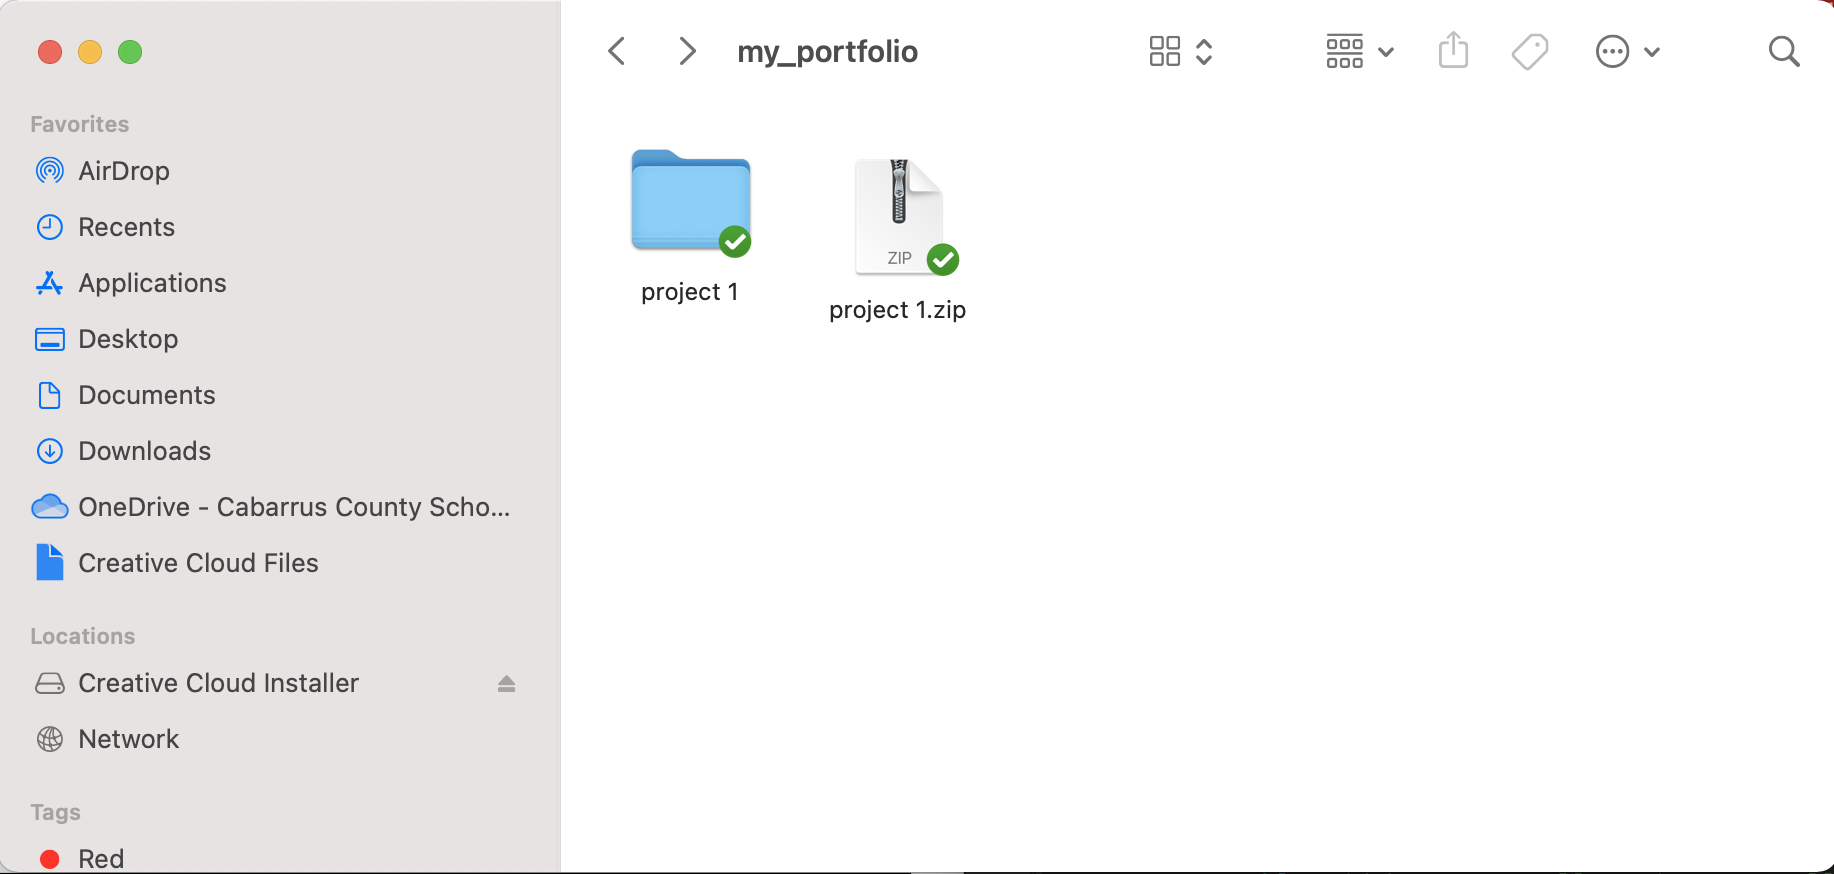 my_portfolio
Favorites
AirDrop
Recents
Applications
Desktop
Documents
Downloads
OneDrive - Cabarrus County Scho...
Creative Cloud Files
Locations
Creative Cloud Installer
Network
Tags
Red
project 1
ZIP
project 1.zip